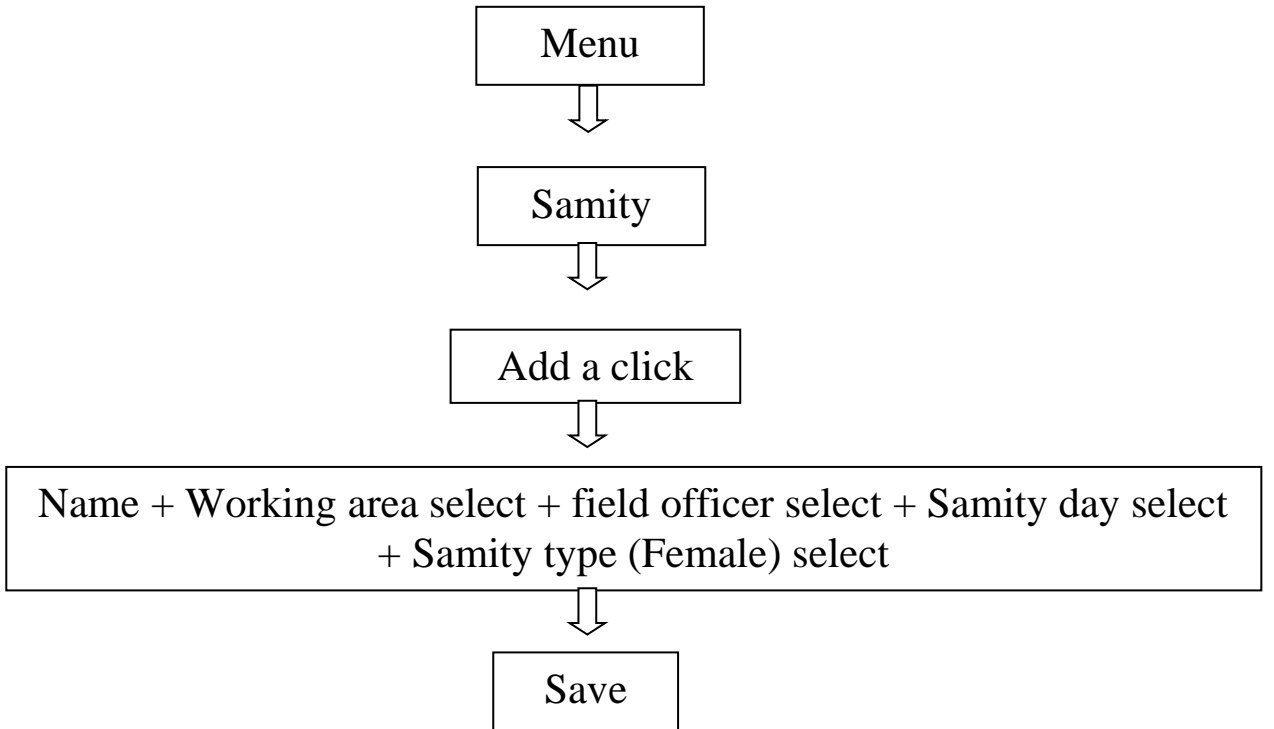 Menu
Samity
Add a click
Name + Working area select + field officer select + Samity day select
+ Samity type (Female) select
Save